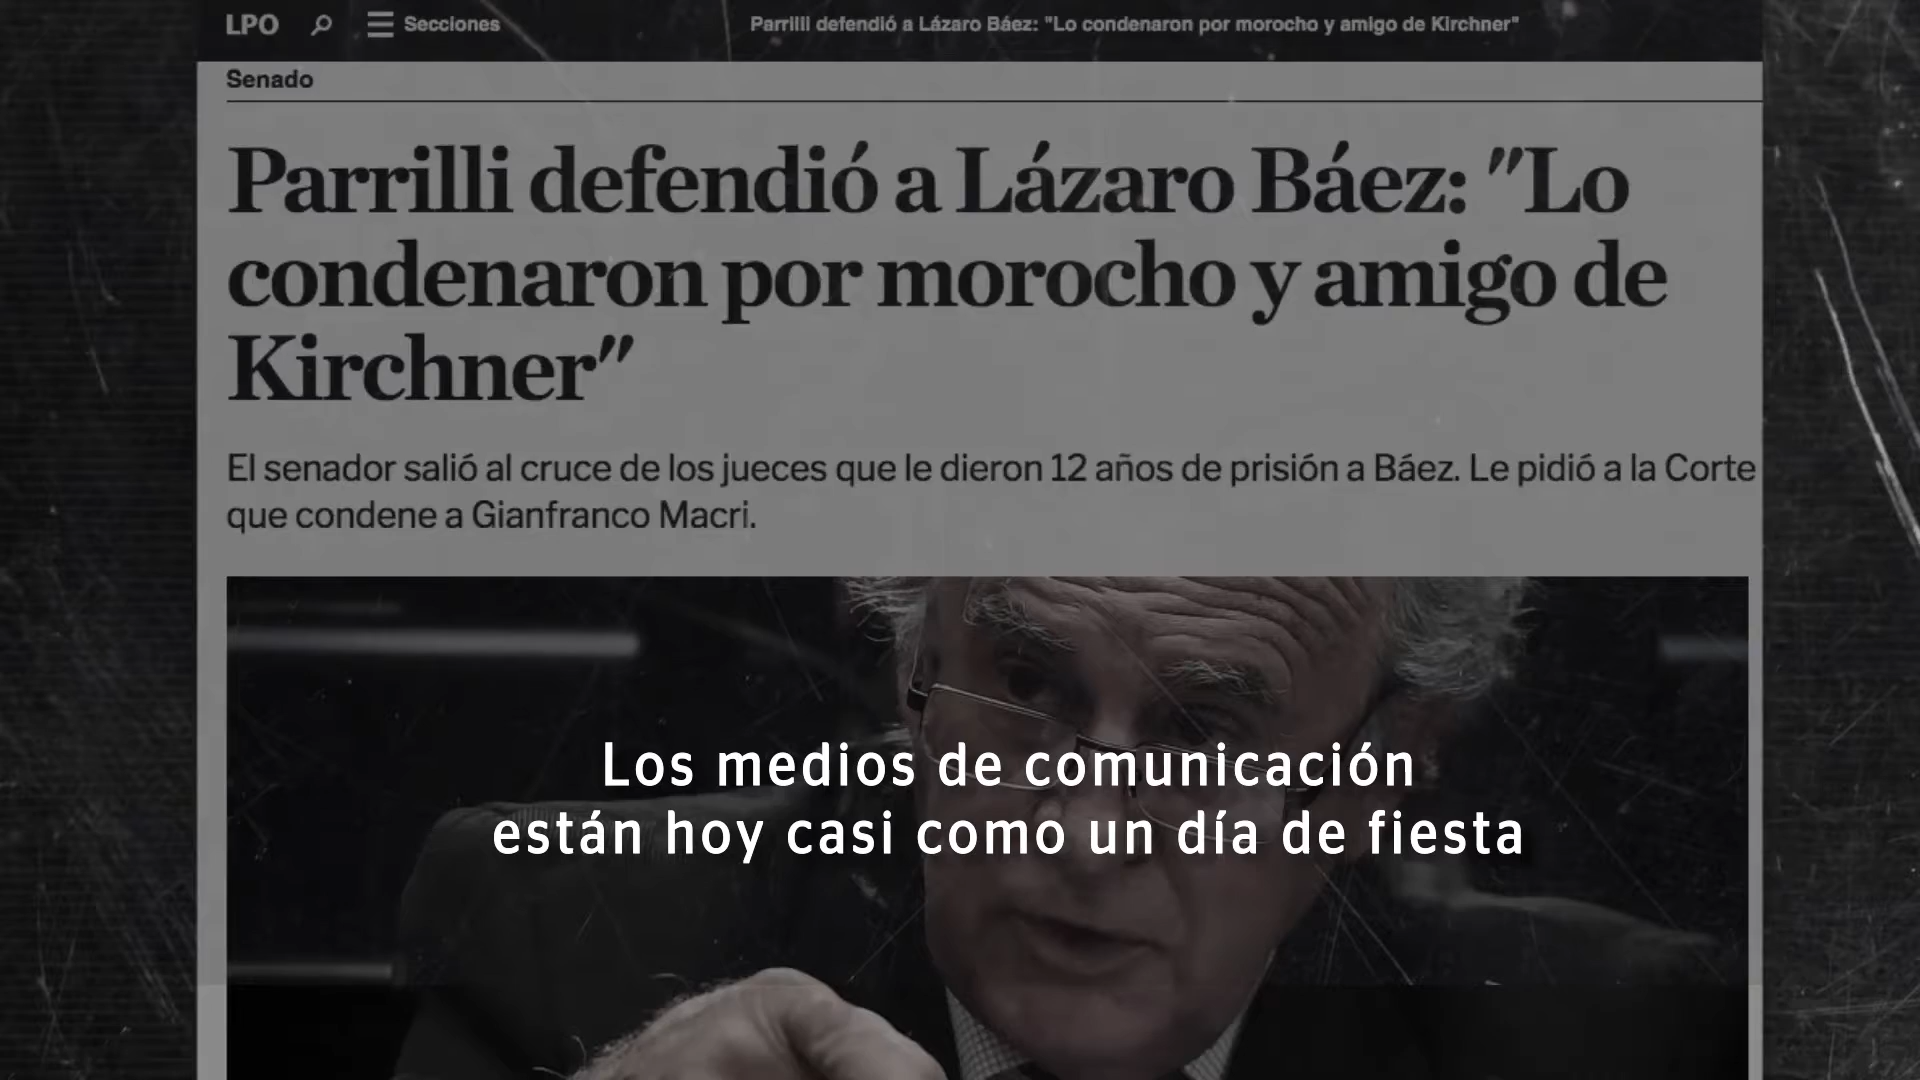 LPO Secciones Parrilli defendió a Lázaro Báez: "Lo condenaron por morocho y amigo de Kirchner"
Senado
Parrilli defendió a Lázaro Báez: "Lo
condenaron por morocho y amigo de
Kirchner"
El senador salió al cruce de los jueces que le dieron 12 años de prisión a Báez. Le pidió a la Corte
que condene a Gianfranco Macri.
Los medios de comunicación
están hoy casi como un día de fiesta